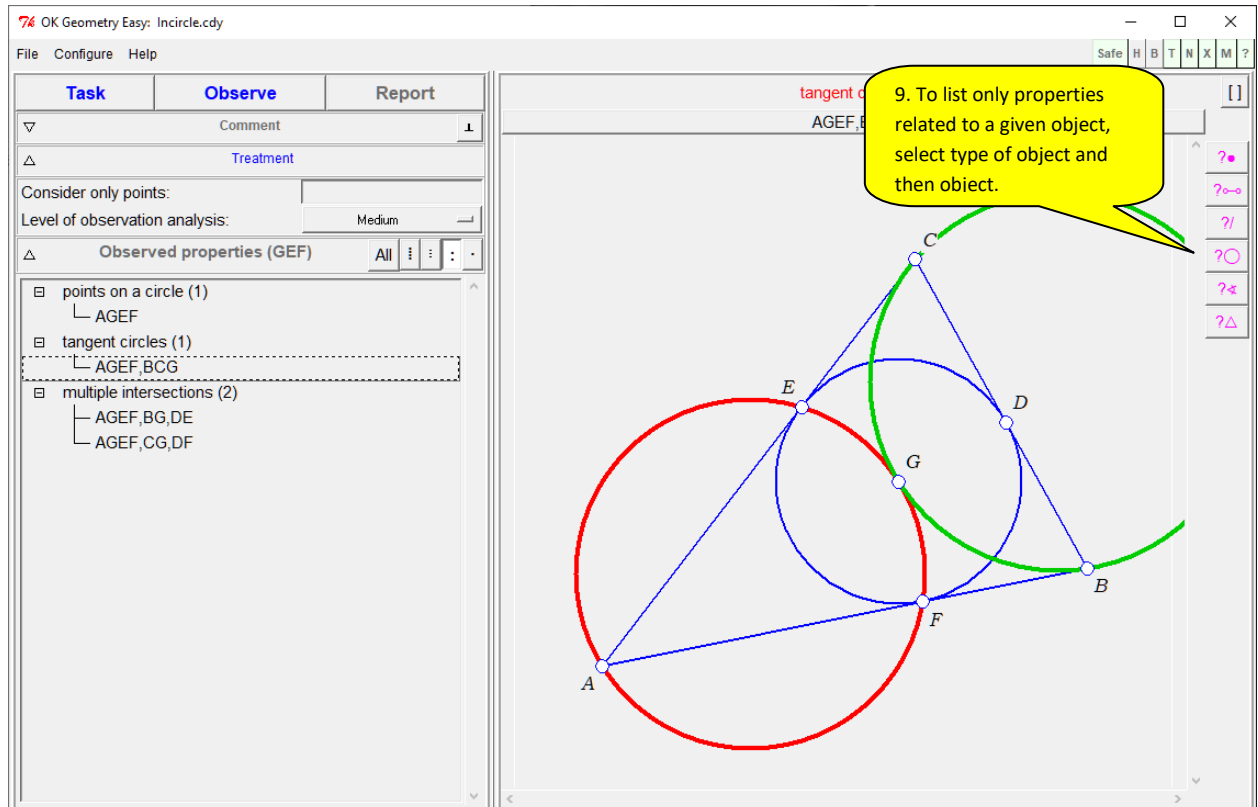 OK Geometry Easy: Incircle.cdy
File Configure Help
Safe H B T N X M ?
Task Observe Report
Comment
Treatment
Consider only points:
Level of observation analysis: Medium
Observed properties (GEF) All
points on a circle (1)
AGEF
tangent circles (1)
AGEF,BCG
multiple intersections (2)
AGEF,BG,DE
AGEF,CG,DF
tangent
[ ]
AGEF,
9. To list only properties
related to a given object,
select type of object and
then object.
?
?
?/
?
?
?
C
E
D
G
B
F
A